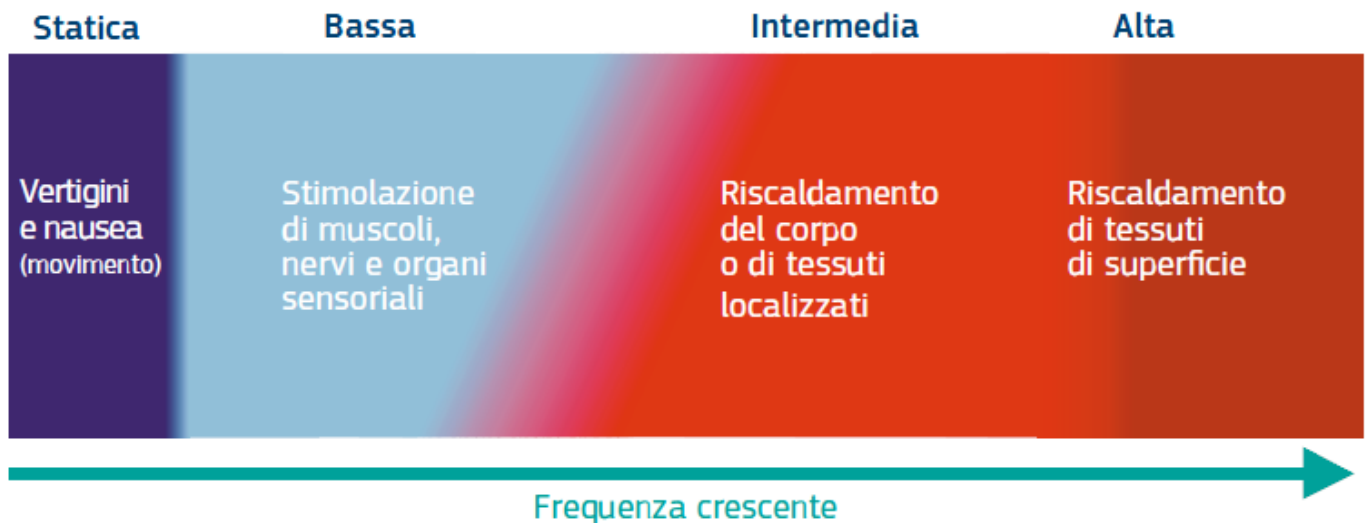 Statica
Bassa
Intermedia
Alta
Vertigini
e nausea
(movimento)
Stimolazione
di muscoli,
nervi e organi
sensoriali
Riscaldamento
del corpo
o di tessuti
localizzati
Riscaldamento
di tessuti
di superficie
Frequenza crescente